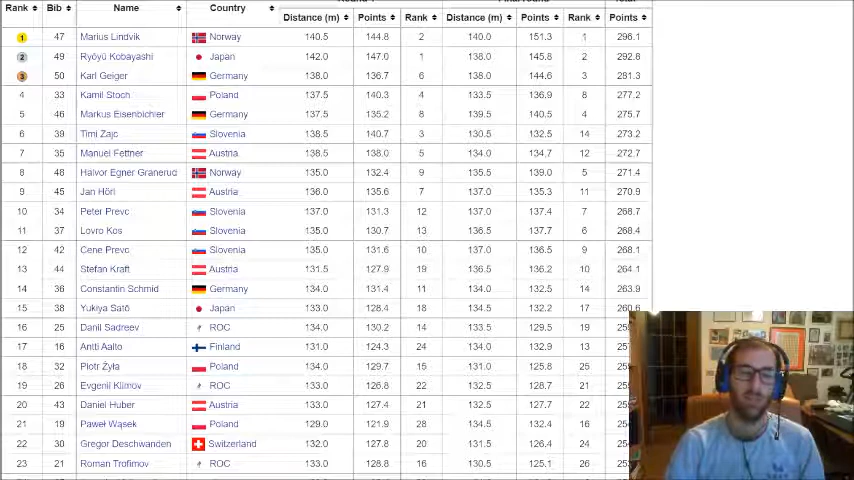 Rank Bib Name Country Distance (m) Points Rank Distance (m) Points Rank Points
1 47 Marius Lindvik Norway 140.5 144.8 2 140.0 151.3 1 296.1
2 49 Ryōyū Kobayashi Japan 142.0 147.0 1 138.0 145.8 2 292.8
3 50 Karl Geiger Germany 138.0 136.7 6 138.0 144.6 3 281.3
4 33 Kamil Stoch Poland 137.5 140.3 4 133.5 136.9 8 277.2
5 46 Markus Eisenbichler Germany 137.5 135.2 8 139.5 140.5 4 275.7
6 39 Timi Zajc Slovenia 138.5 140.7 3 130.5 132.5 14 273.2
7 35 Manuel Fettner Austria 138.5 138.0 5 134.0 134.7 12 272.7
8 48 Halvor Egner Granerud Norway 135.0 132.4 9 135.5 139.0 5 271.4
9 45 Jan Hörl Austria 136.0 135.6 7 137.0 135.3 11 270.9
10 34 Peter Prevc Slovenia 137.0 131.3 12 137.0 137.4 7 268.7
11 37 Lovro Kos Slovenia 135.0 130.7 13 136.5 137.7 6 268.4
12 42 Cene Prevc Slovenia 135.0 131.6 10 137.0 136.5 9 268.1
13 44 Stefan Kraft Austria 131.5 127.9 19 136.5 136.2 10 264.1
14 36 Constantin Schmid Germany 134.0 131.4 11 134.0 132.5 14 263.9
15 38 Yukiya Satō Japan 133.0 128.4 18 134.5 132.2 17 260.6
16 25 Danil Sadreev ROC 134.0 130.2 14 133.5 129.5 19
17 16 Antti Aalto Finland 131.0 124.3 24 134.0 132.9 13
18 32 Piotr Żyła Poland 134.0 129.7 15 131.0 125.8 25
19 26 Evgenii Klimov ROC 133.0 126.8 22 132.5 128.7 21
20 43 Daniel Huber Austria 133.0 127.4 21 132.5 127.7 22
21 19 Paweł Wąsek Poland 129.0 121.9 28 134.5 132.4 16
22 30 Gregor Deschwanden Switzerland 132.0 127.8 20 131.5 126.4 24
23 21 Roman Trofimov ROC 133.0 128.8 16 130.5 125.1 26